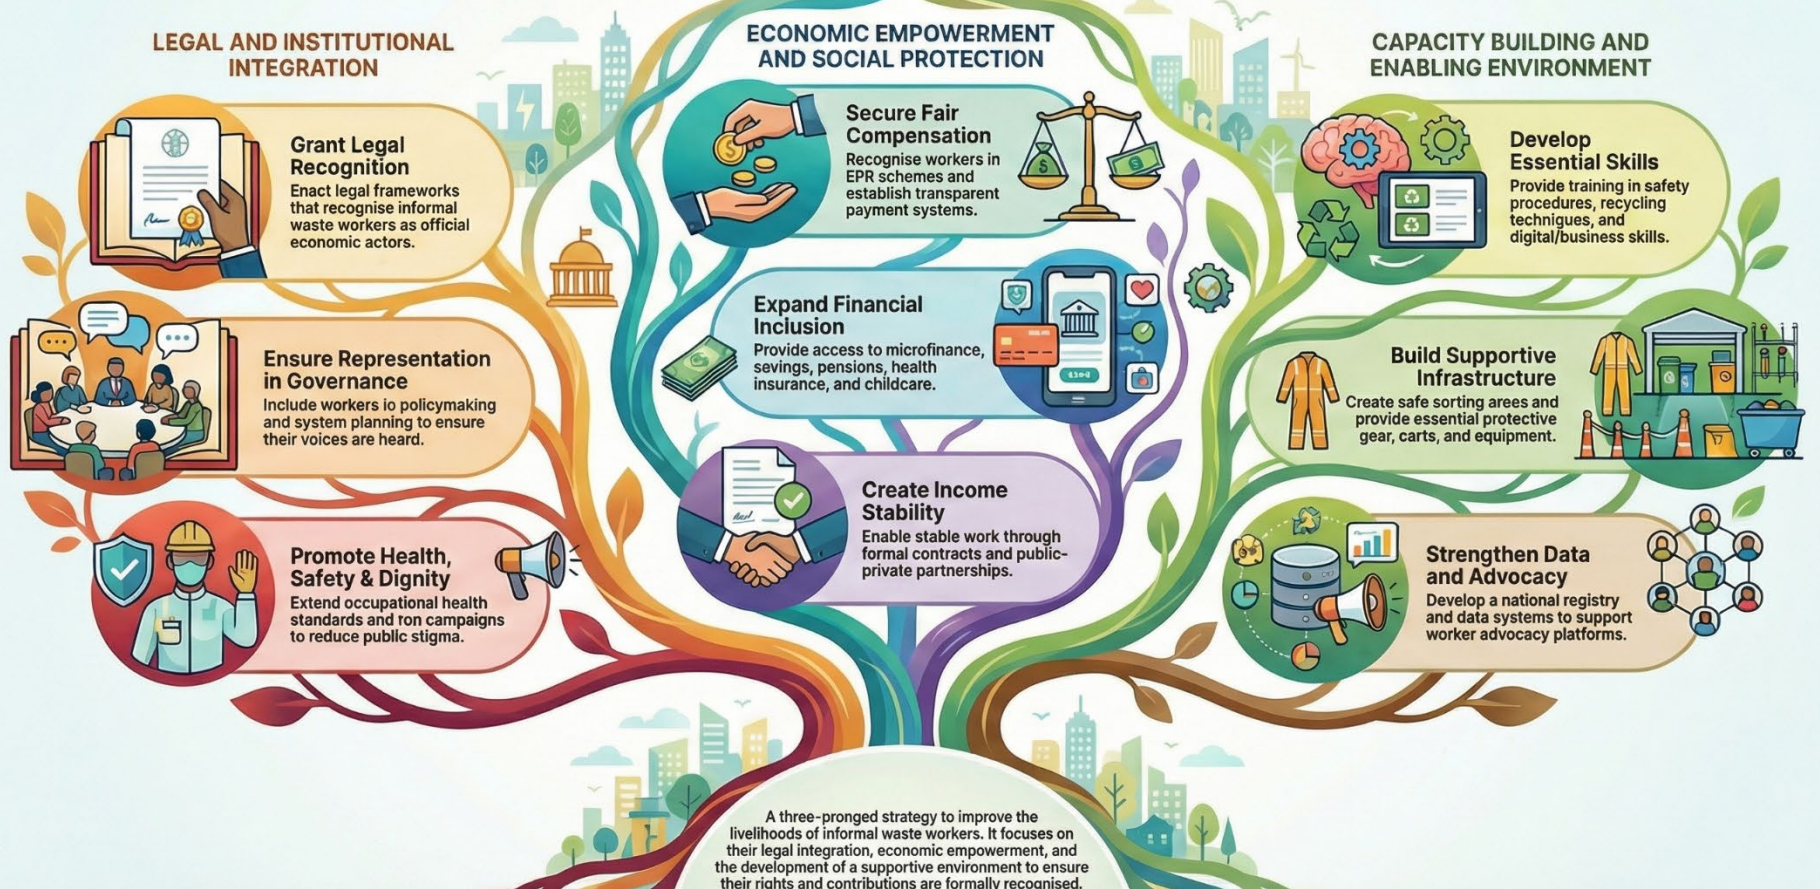 LEGAL AND INSTITUTIONAL
INTEGRATION
Grant Legal
Recognition
Enact legal frameworks
that recognise informal
waste workers as official
economic actors.
Ensure Representation
in Governance
Include workers io policymaking
and system planning to ensure
their voices are heard.
Promote Health,
Safety & Dignity
Extend occupational health
standards and ron campaigns
to reduce public stigma.
ECONOMIC EMPOWERMENT
AND SOCIAL PROTECTION
Secure Fair
Compensation
Recognise workers in
EPR schemes and
establish transparent
payment systems.
Expand Financial
Inclusion
Provide access to microfinance,
sevings, pensions, health
insurance, and childcare.
Create Income
Stability
Enable stable work through
formal contracts and public-
private partnerships.
CAPACITY BUILDING AND
ENABLING ENVIRONMENT
Develop
Essential Skills
Provide training in safety
procedures, recycling
techniques, and
digital/business skills.
Build Supportive
Infrastructure
Create safe sorting arees and
provide essential protective
gear, carts, and equipment.
Strengthen Data
and Advocacy
Develop a national registry
and data systems to support
worker advocacy platforms.
A three-pronged strategy to improve the
livelihoods of informal waste workers. It focuses on
their legal integration, economic empowerment, and
the development of a supportive environment to ensure
their rights and contributions are formally recognised.